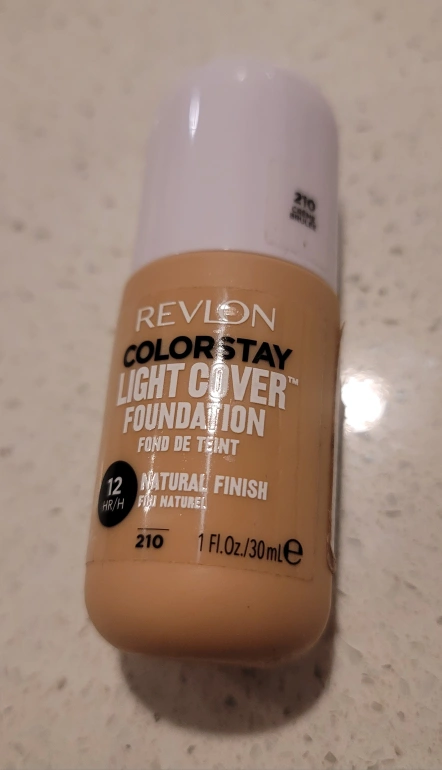 210
REVLON
COLORSTAY
LIGHT COVER™
FOUNDATION
FOND DE TEINT
12
HR/H
NATURAL FINISH
FINI NATUREL
210
1 Fl.Oz./30mLe